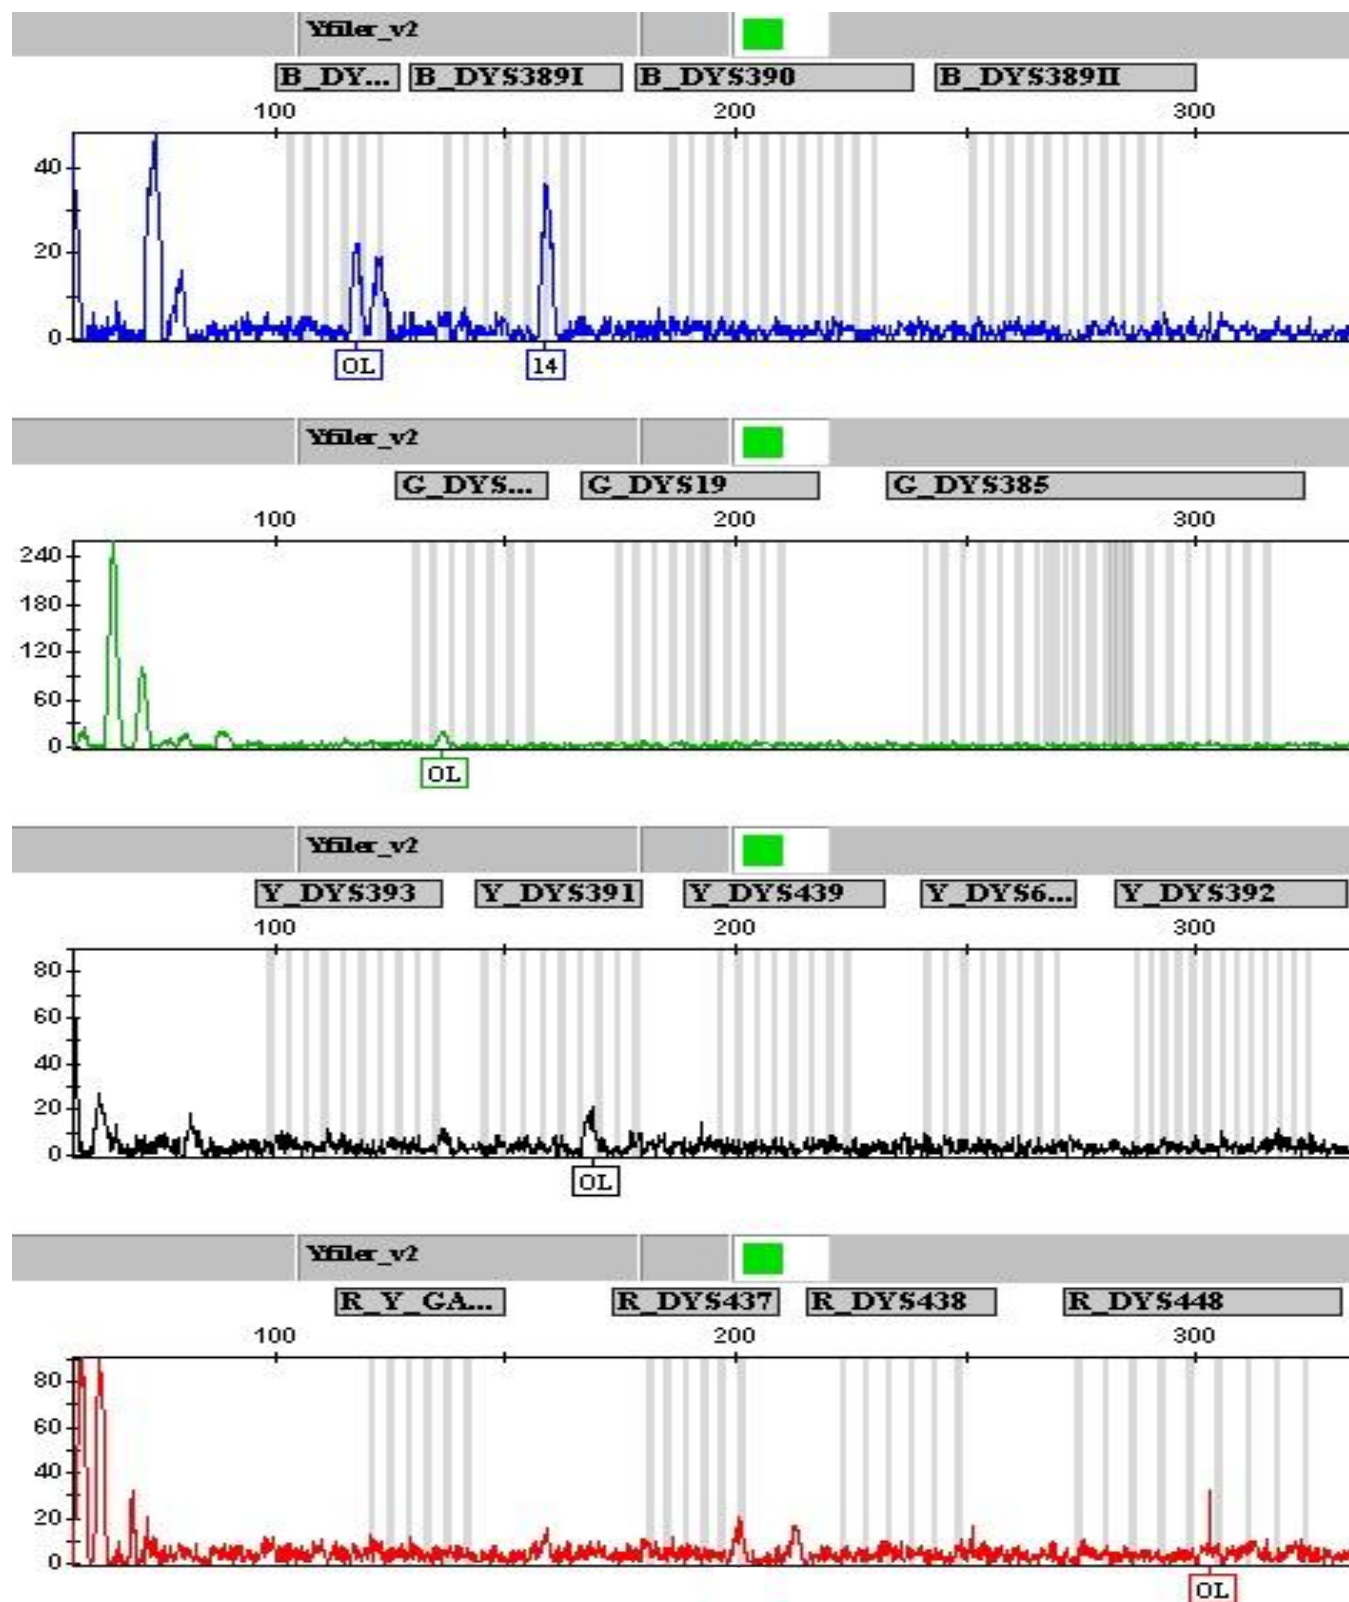 Yfiler_v2
B_DY... B_DYS389I B_DYS390 B_DYS389II
100 200 300
40
20
0
OL 14
Yfiler_v2
G_DYS... G_DYS19 G_DYS385
100 200 300
240
180
120
60
0
OL
Yfiler_v2
Y_DYS393 Y_DYS391 Y_DYS439 Y_DYS6... Y_DYS392
100 200 300
80
60
40
20
0
OL
Yfiler_v2
R_Y_GA... R_DYS437 R_DYS438 R_DYS448
100 200 300
80
60
40
20
0
OL